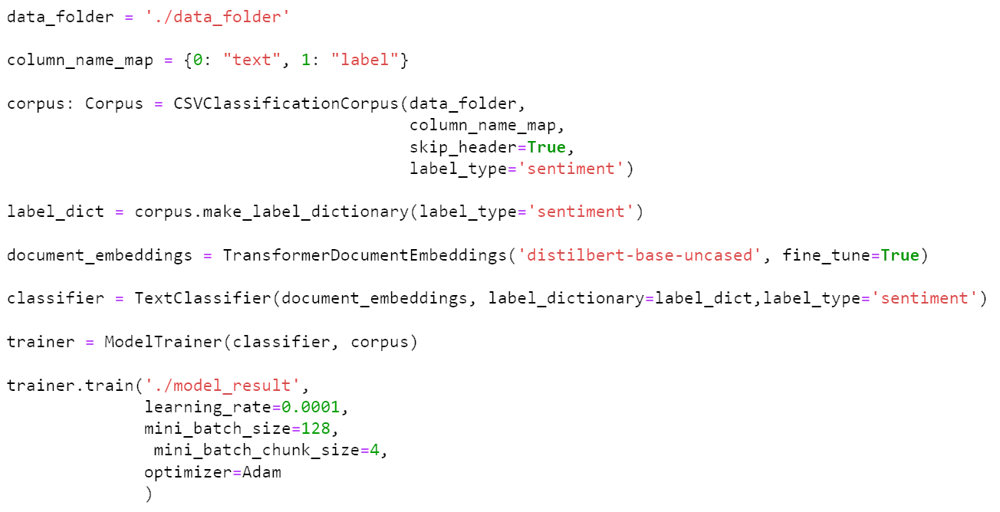 data_folder = './data_folder'
column_name_map = {0: "text", 1: "label"}
corpus: Corpus = CSVClassificationCorpus(data_folder,
                                         column_name_map,
                                         skip_header=True,
                                         label_type='sentiment')
label_dict = corpus.make_label_dictionary(label_type='sentiment')
document_embeddings = TransformerDocumentEmbeddings('distilbert-base-uncased', fine_tune=True)
classifier = TextClassifier(document_embeddings, label_dictionary=label_dict,label_type='sentiment')
trainer = ModelTrainer(classifier, corpus)
trainer.train('./model_result',
              learning_rate=0.0001,
              mini_batch_size=128,
               mini_batch_chunk_size=4,
              optimizer=Adam
              )